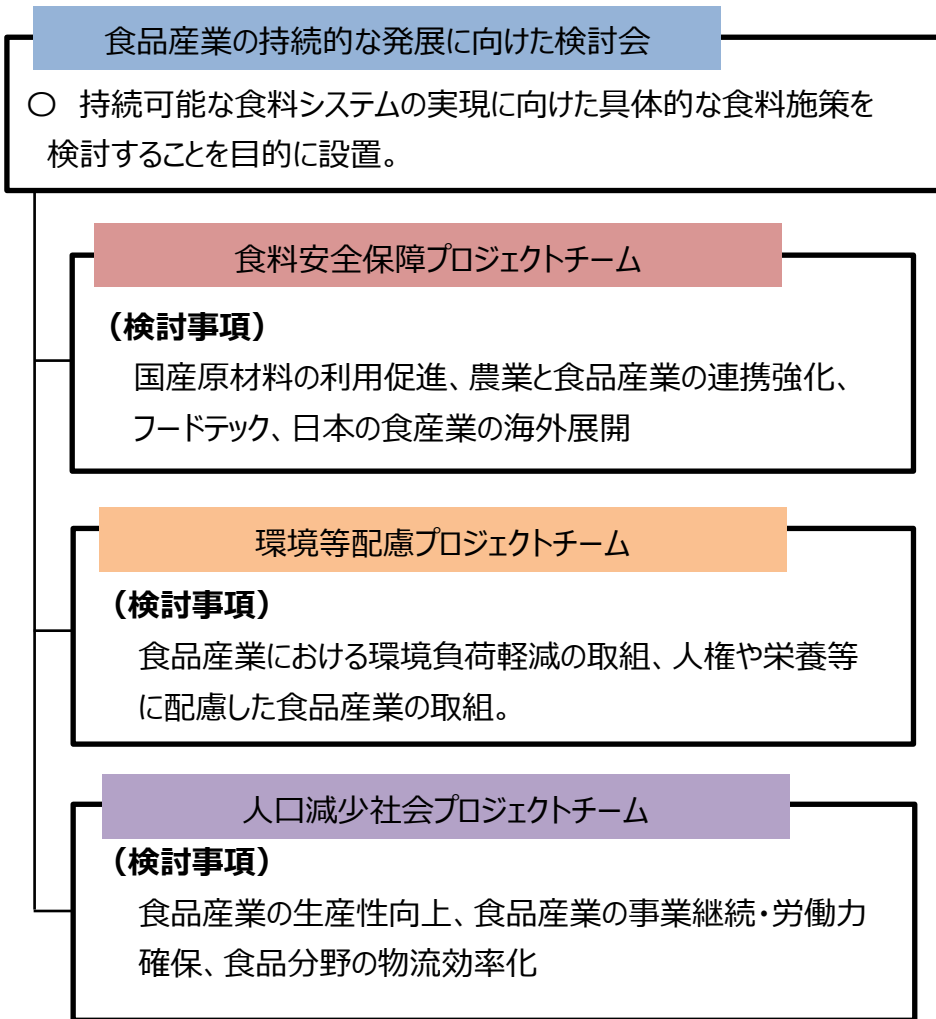 食品産業の持続的な発展に向けた検討会
○ 持続可能な食料システムの実現に向けた具体的な食料施策を
検討することを目的に設置。
食料安全保障プロジェクトチーム
（検討事項）
国産原材料の利用促進、農業と食品産業の連携強化、
フードテック、日本の食産業の海外展開
環境等配慮プロジェクトチーム
（検討事項）
食品産業における環境負荷軽減の取組、人権や栄養等
に配慮した食品産業の取組。
人口減少社会プロジェクトチーム
（検討事項）
食品産業の生産性向上、食品産業の事業継続・労働力
確保、食品分野の物流効率化